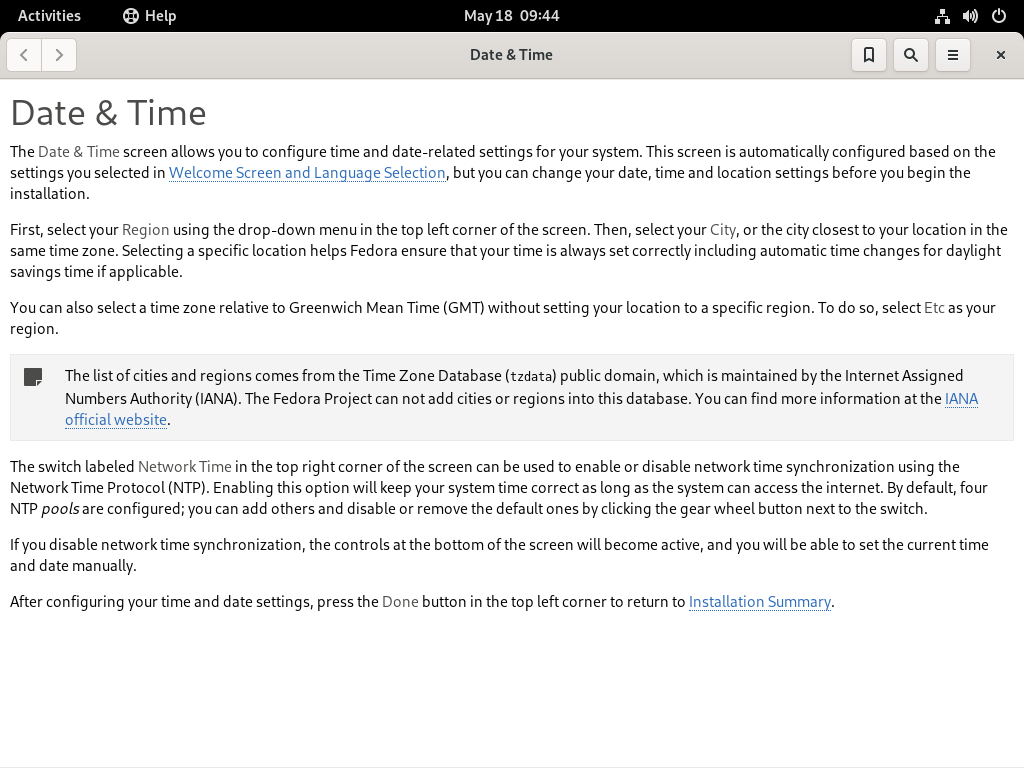 Activities Help May 18 09:44
Date & Time
Date & Time
The Date & Time screen allows you to configure time and date-related settings for your system. This screen is automatically configured based on the
settings you selected in Welcome Screen and Language Selection, but you can change your date, time and location settings before you begin the
installation.
First, select your Region using the drop-down menu in the top left corner of the screen. Then, select your City, or the city closest to your location in the
same time zone. Selecting a specific location helps Fedora ensure that your time is always set correctly including automatic time changes for daylight
savings time if applicable.
You can also select a time zone relative to Greenwich Mean Time (GMT) without setting your location to a specific region. To do so, select Etc as your
region.
The list of cities and regions comes from the Time Zone Database (tzdata) public domain, which is maintained by the Internet Assigned
Numbers Authority (IANA). The Fedora Project can not add cities or regions into this database. You can find more information at the IANA
official website.
The switch labeled Network Time in the top right corner of the screen can be used to enable or disable network time synchronization using the
Network Time Protocol (NTP). Enabling this option will keep your system time correct as long as the system can access the internet. By default, four
NTP pools are configured; you can add others and disable or remove the default ones by clicking the gear wheel button next to the switch.
If you disable network time synchronization, the controls at the bottom of the screen will become active, and you will be able to set the current time
and date manually.
After configuring your time and date settings, press the Done button in the top left corner to return to Installation Summary.